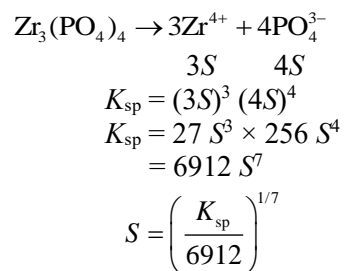 Zr₃(PO₄)₄ → 3Zr⁴⁺ + 4PO₄³⁻
3S 4S
Kₛₚ = (3S)³ (4S)⁴
Kₛₚ = 27 S³ × 256 S⁴
= 6912 S⁷
S = (Kₛₚ / 6912)^{1/7}